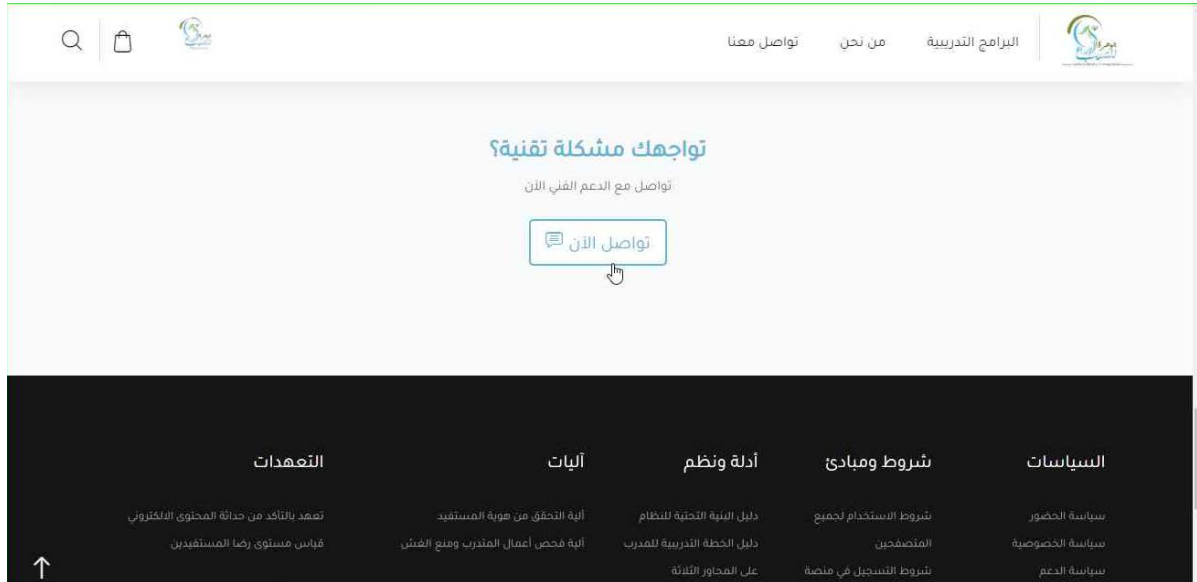 البرامج التدريبية
من نحن
تواصل معنا
تواجهك مشكلة تقنية؟
تواصل مع الدعم الفني الآن
تواصل الآن
السياسات
سياسة الحضور
سياسة الخصوصية
سياسة الدعم
شروط ومبادئ
شروط الاستخدام لجميع
المتصفحين
شروط التسجيل في منصة
أدلة ونظم
دليل البنية التحتية للنظام
دليل الخطة التدريبية للمدرب
على المحاور الثلاثة
آليات
آلية التحقق من هوية المستفيد
آلية فحص أعمال المتدرب ومنع الغش
التعهدات
تعهد بالتأكد من حداثة المحتوى الالكتروني
قياس مستوى رضا المستفيدين